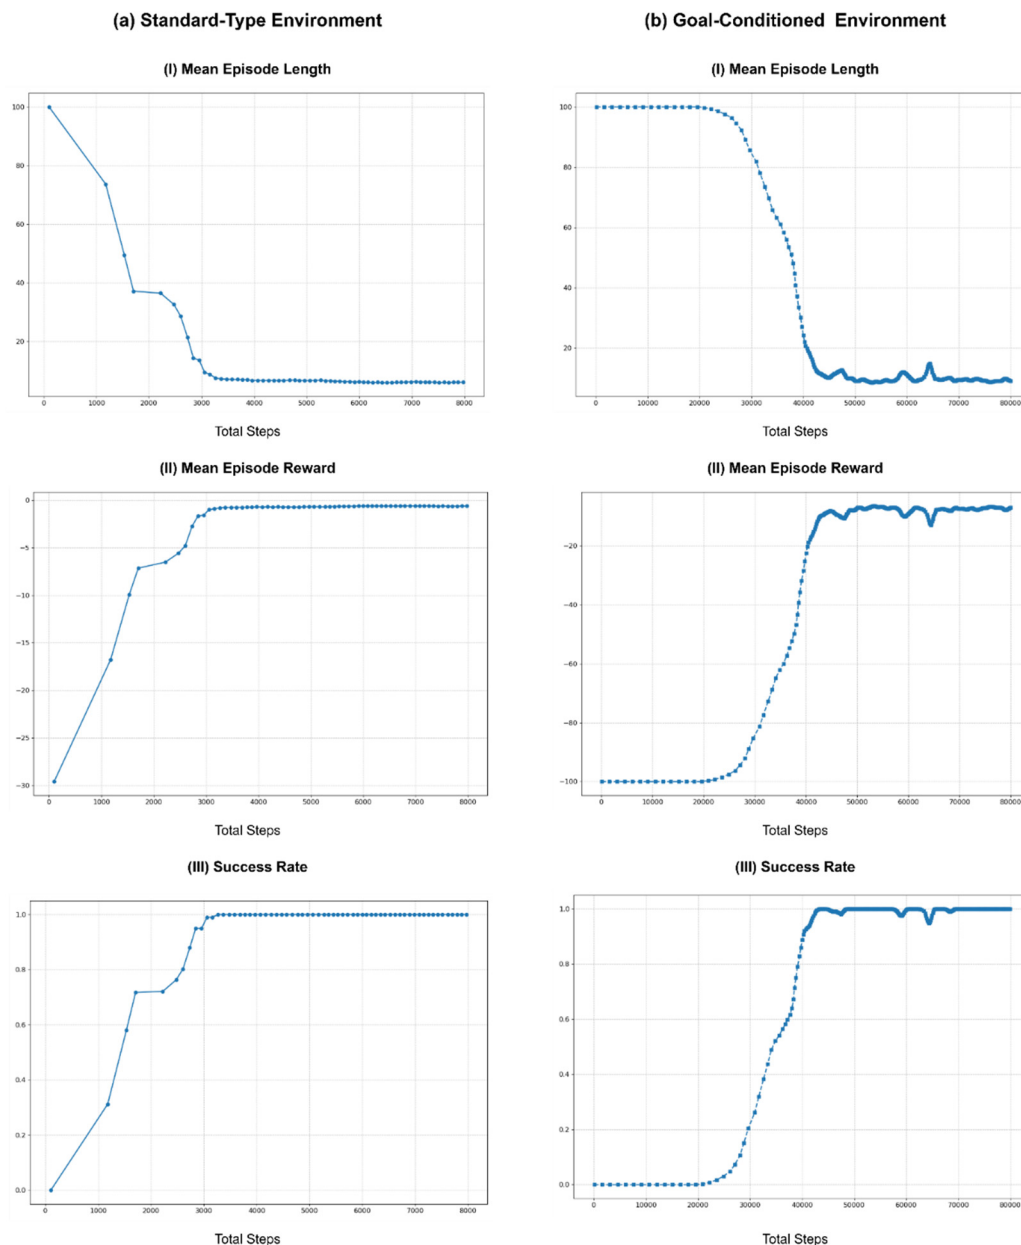 (a) Standard-Type Environment
(I) Mean Episode Length
100
80
60
40
20
0 1000 2000 3000 4000 5000 6000 7000 8000
Total Steps
(II) Mean Episode Reward
0
−5
−10
−15
−20
−25
−30
0 1000 2000 3000 4000 5000 6000 7000 8000
Total Steps
(III) Success Rate
1.0
0.8
0.6
0.4
0.2
0.0
0 1000 2000 3000 4000 5000 6000 7000 8000
Total Steps
(b) Goal-Conditioned Environment
(I) Mean Episode Length
100
80
60
40
20
0 10000 20000 30000 40000 50000 60000 70000 80000
Total Steps
(II) Mean Episode Reward
−20
−40
−60
−80
−100
0 10000 20000 30000 40000 50000 60000 70000 80000
Total Steps
(III) Success Rate
1.0
0.8
0.6
0.4
0.2
0.0
0 10000 20000 30000 40000 50000 60000 70000 80000
Total Steps